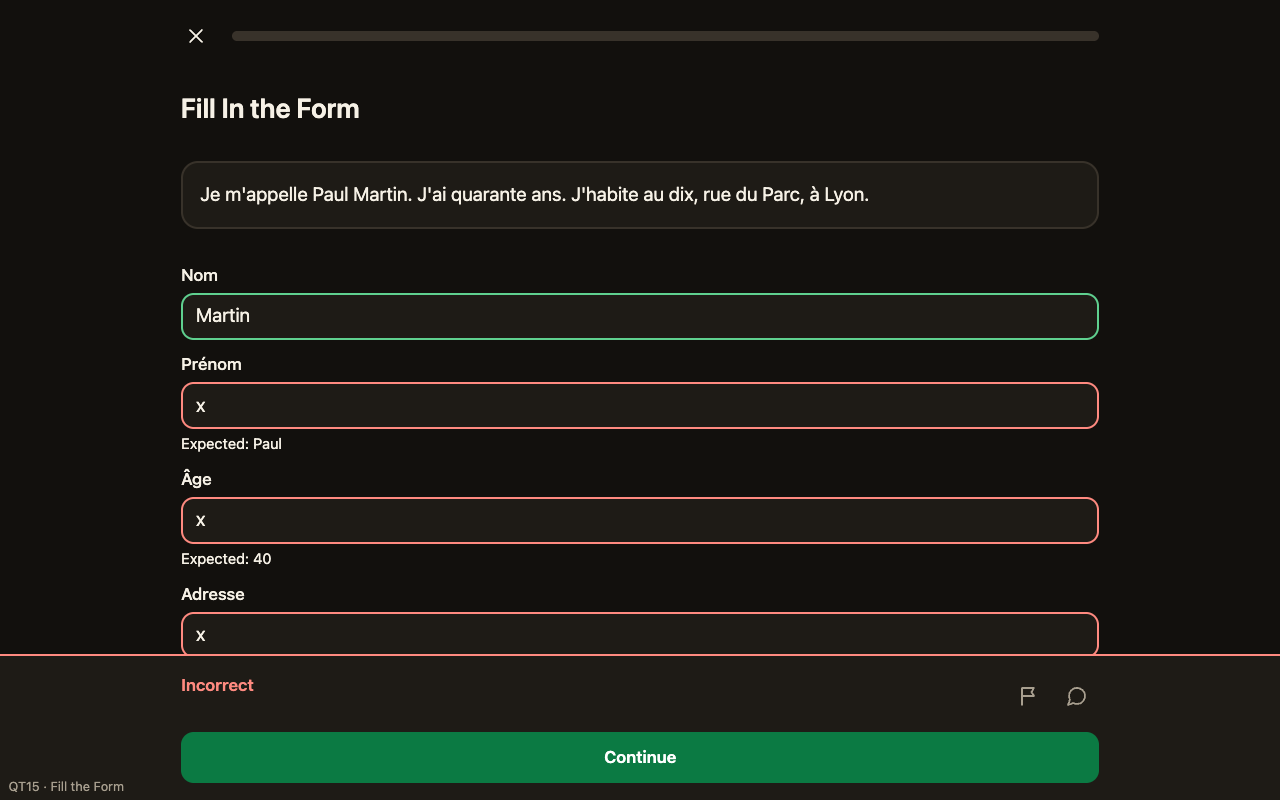 Fill In the Form
Je m'appelle Paul Martin. J'ai quarante ans. J'habite au dix, rue du Parc, à Lyon.
Nom
Martin
Prénom
x
Expected: Paul
Âge
x
Expected: 40
Adresse
x
Incorrect
Continue
QT15 · Fill the Form